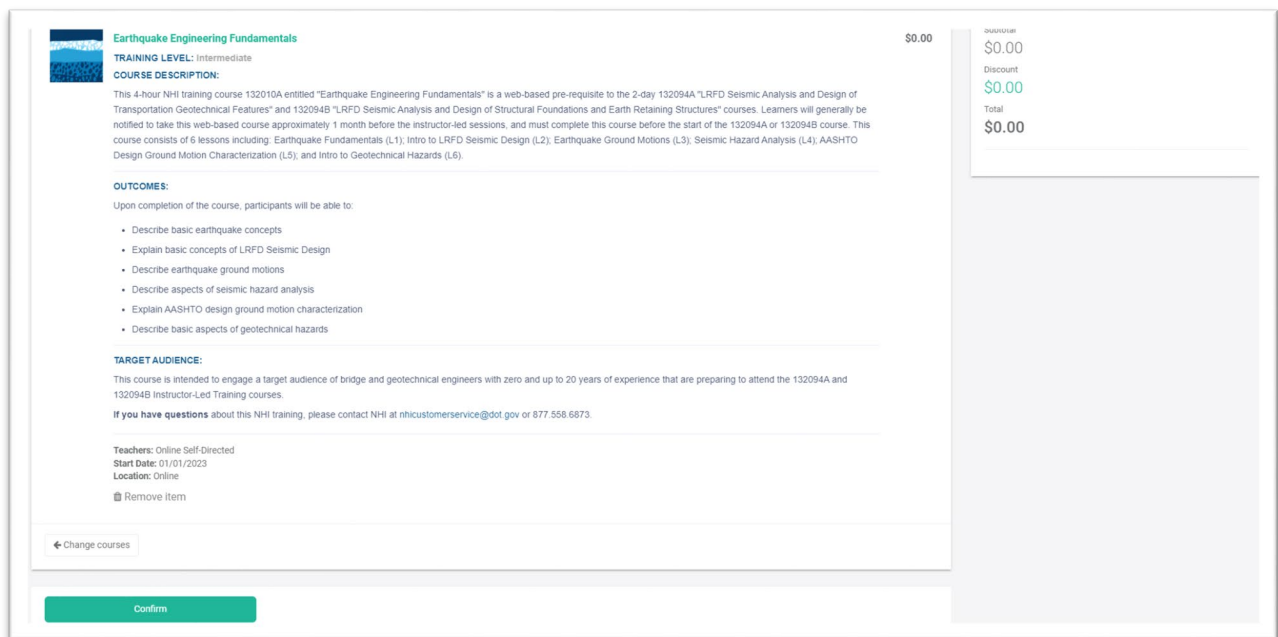 Earthquake Engineering Fundamentals
$0.00
TRAINING LEVEL: Intermediate
COURSE DESCRIPTION:
This 4-hour NHI training course 132010A entitled "Earthquake Engineering Fundamentals" is a web-based pre-requisite to the 2-day 132094A "LRFD Seismic Analysis and Design of
Transportation Geotechnical Features" and 132094B "LRFD Seismic Analysis and Design of Structural Foundations and Earth Retaining Structures" courses. Learners will generally be
notified to take this web-based course approximately 1 month before the instructor-led sessions, and must complete this course before the start of the 132094A or 132094B course. This
course consists of 6 lessons including: Earthquake Fundamentals (L1); Intro to LRFD Seismic Design (L2); Earthquake Ground Motions (L3); Seismic Hazard Analysis (L4); AASHTO
Design Ground Motion Characterization (L5); and Intro to Geotechnical Hazards (L6).
OUTCOMES:
Upon completion of the course, participants will be able to:
• Describe basic earthquake concepts
• Explain basic concepts of LRFD Seismic Design
• Describe earthquake ground motions
• Describe aspects of seismic hazard analysis
• Explain AASHTO design ground motion characterization
• Describe basic aspects of geotechnical hazards
TARGET AUDIENCE:
This course is intended to engage a target audience of bridge and geotechnical engineers with zero and up to 20 years of experience that are preparing to attend the 132094A and
132094B Instructor-Led Training courses.
If you have questions about this NHI training, please contact NHI at nhicustomerservice@dot.gov or 877.558.6873.
Teachers: Online Self-Directed
Start Date: 01/01/2023
Location: Online
Remove item
Change courses
Confirm
Subtotal
$0.00
Discount
$0.00
Total
$0.00